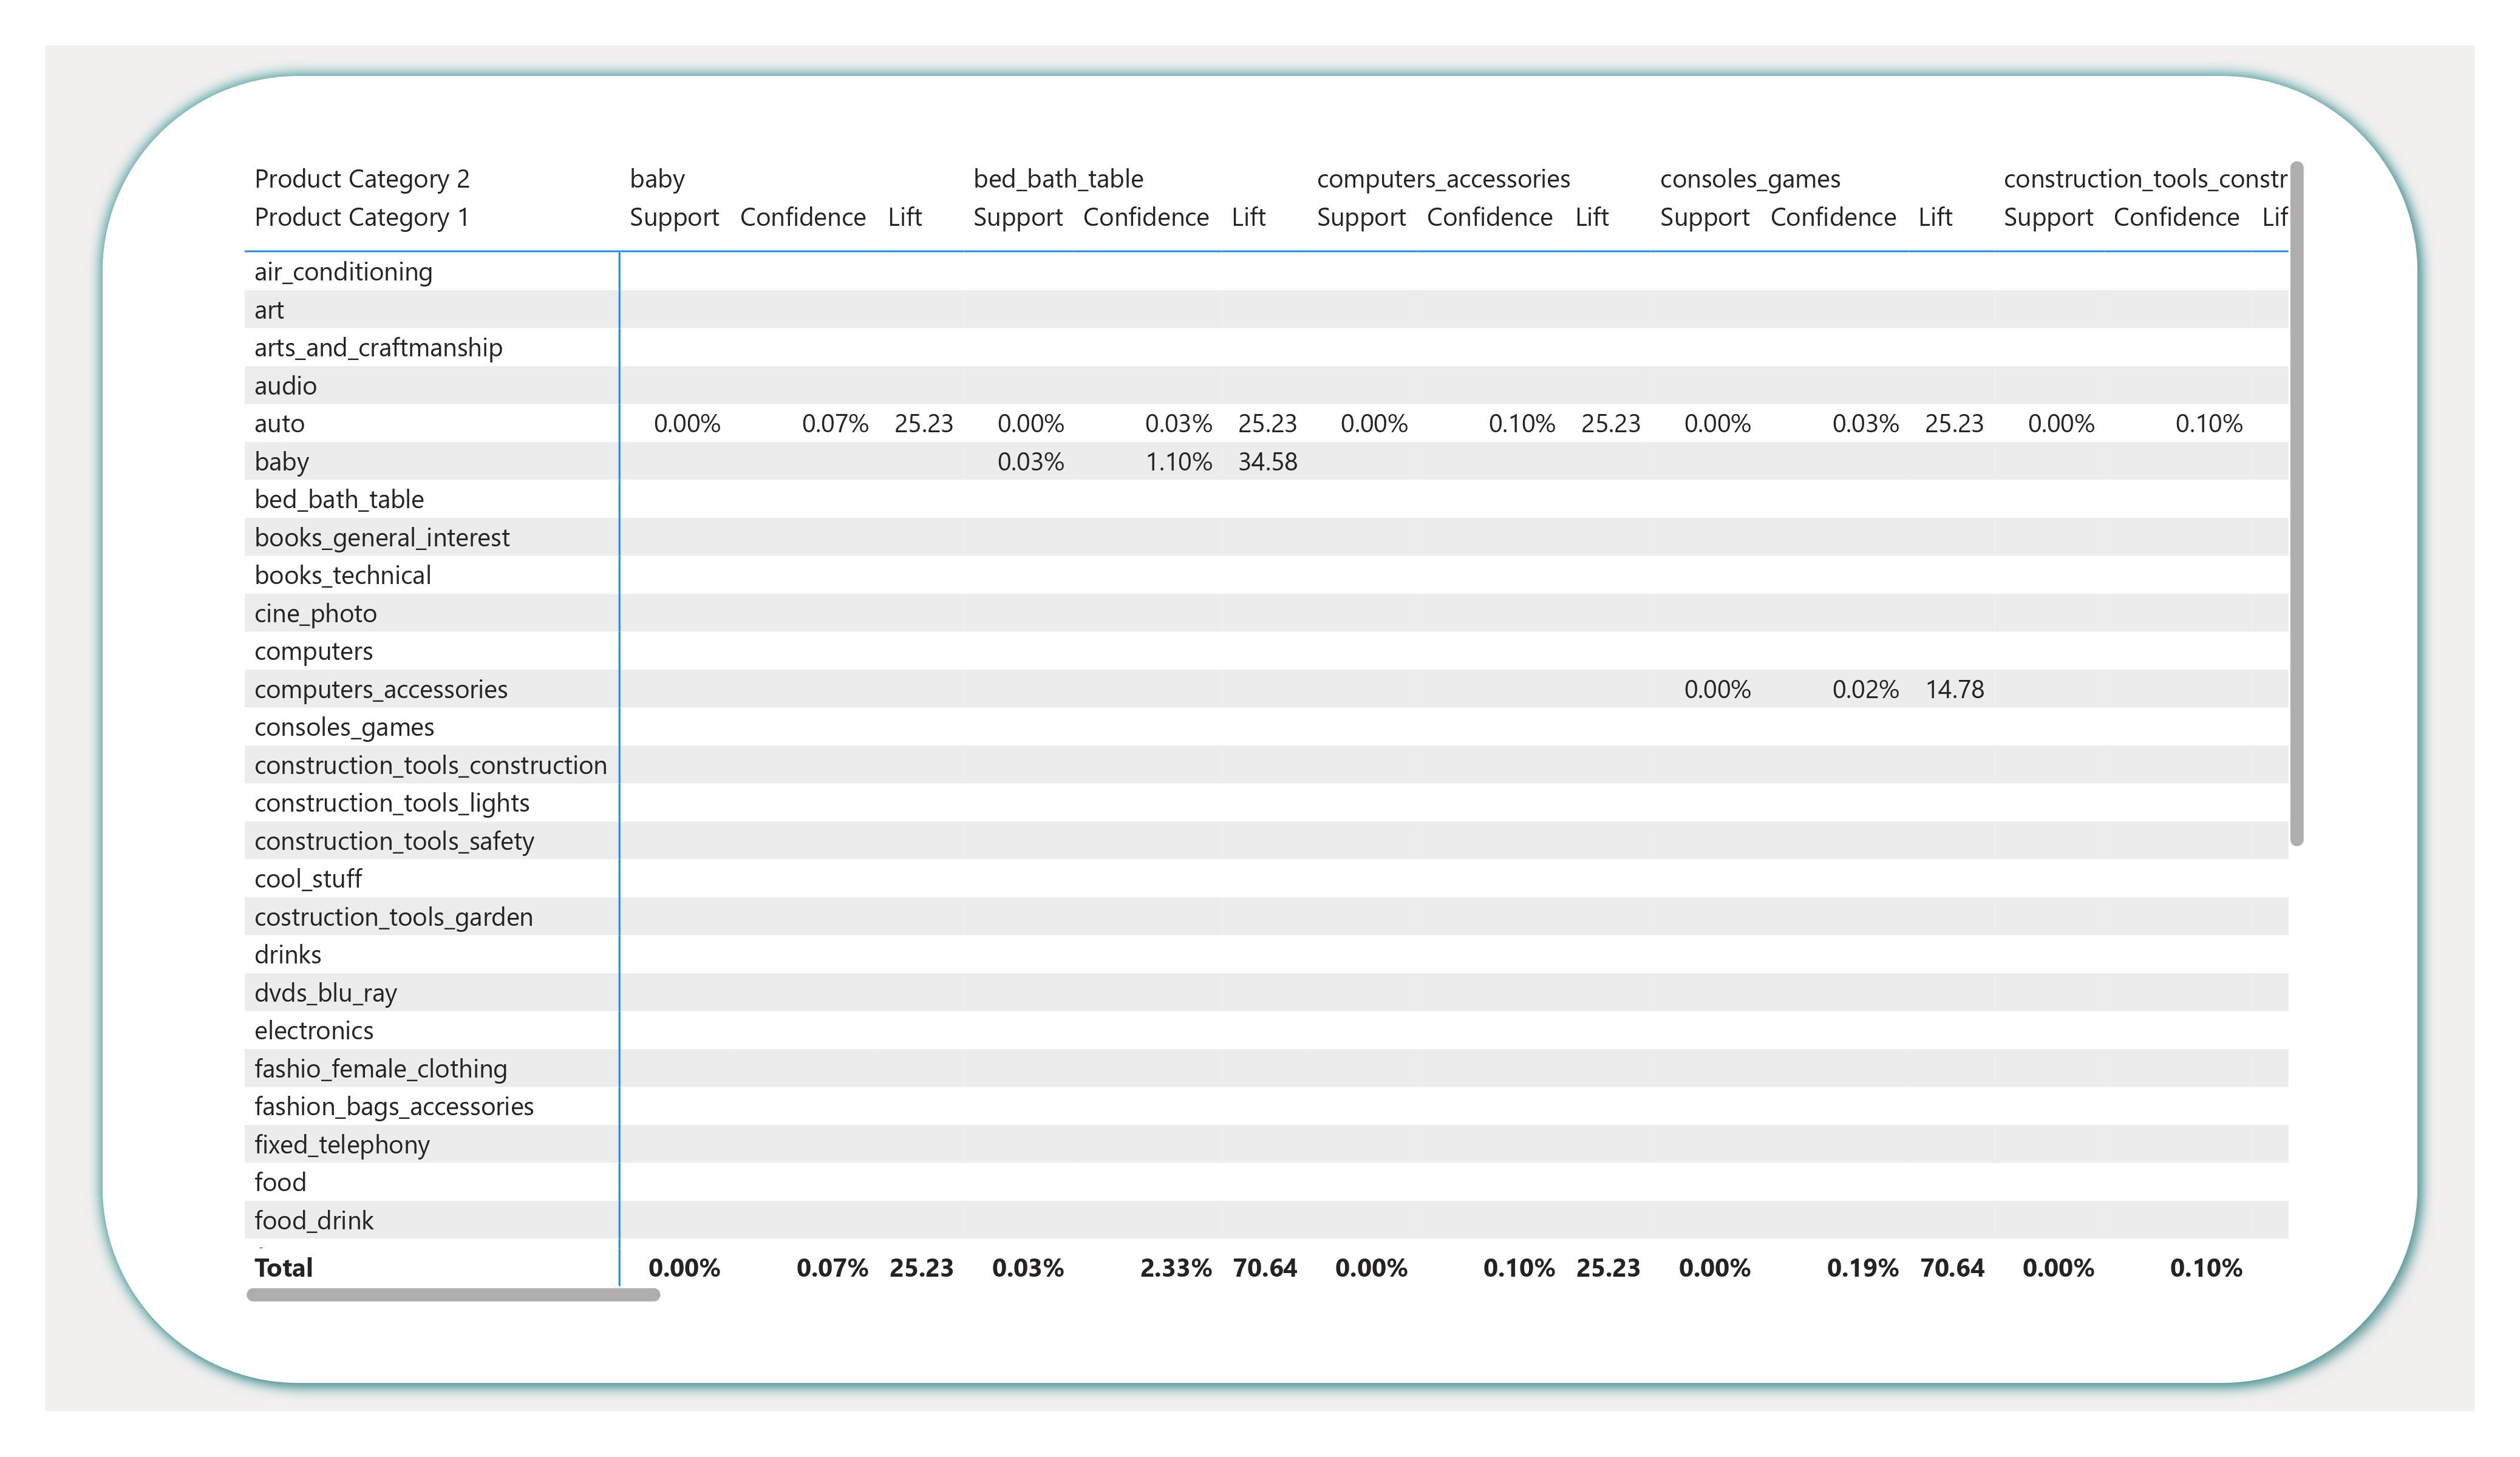 Product Category 2 baby bed_bath_table computers_accessories consoles_games construction_tools_constr
Product Category 1 Support Confidence Lift Support Confidence Lift Support Confidence Lift Support Confidence Lift Support Confidence Lif
air_conditioning
art
arts_and_craftmanship
audio
auto 0.00% 0.07% 25.23 0.00% 0.03% 25.23 0.00% 0.10% 25.23 0.00% 0.03% 25.23 0.00% 0.10%
baby 0.03% 1.10% 34.58
bed_bath_table
books_general_interest
books_technical
cine_photo
computers
computers_accessories 0.00% 0.02% 14.78
consoles_games
construction_tools_construction
construction_tools_lights
construction_tools_safety
cool_stuff
costruction_tools_garden
drinks
dvds_blu_ray
electronics
fashio_female_clothing
fashion_bags_accessories
fixed_telephony
food
food_drink
Total 0.00% 0.07% 25.23 0.03% 2.33% 70.64 0.00% 0.10% 25.23 0.00% 0.19% 70.64 0.00% 0.10%